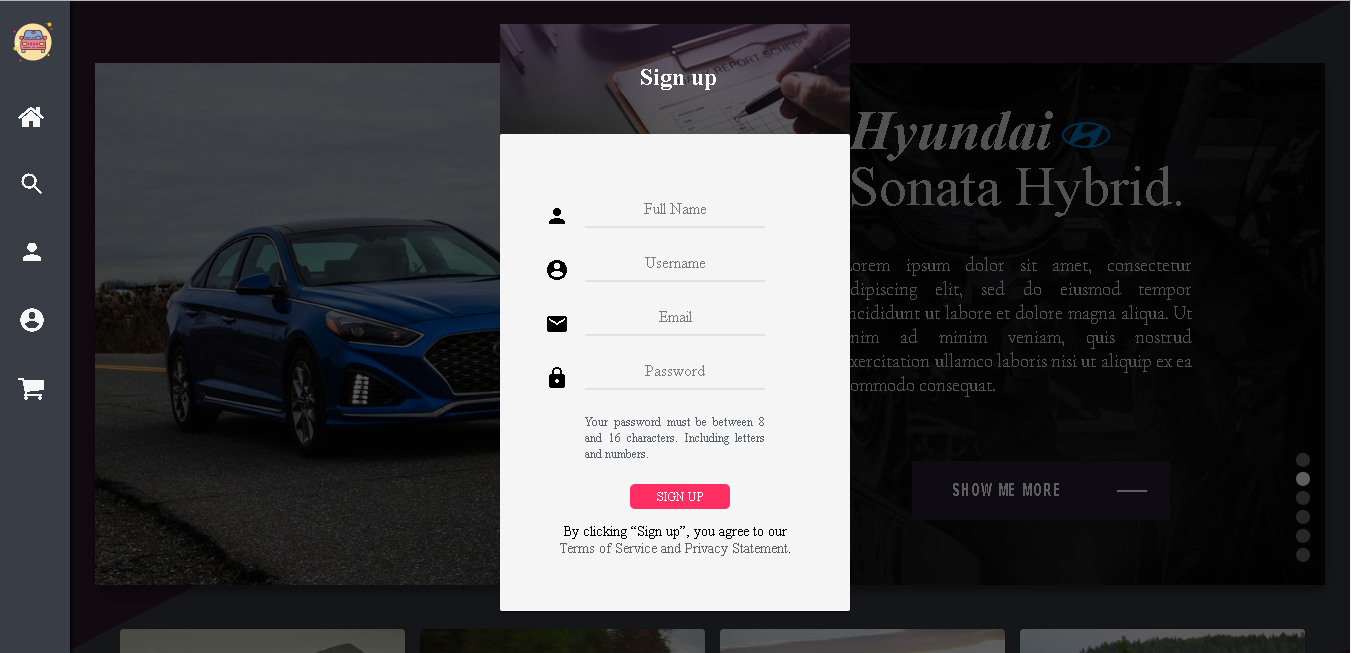 REPORT SCHEM
Sign up
Full Name
Username
Email
Password
Your password must be between 8
and 16 characters. Including letters
and numbers.
SIGN UP
By clicking “Sign up”, you agree to our
Terms of Service and Privacy Statement.
Hyundai
Sonata Hybrid.
orem ipsum dolor sit amet, consectetur
dipiscing elit, sed do eiusmod tempor
ncididunt ut labore et dolore magna aliqua. Ut
nim ad minim veniam, quis nostrud
xercitation ullamco laboris nisi ut aliquip ex ea
ommodo consequat.
SHOW ME MORE